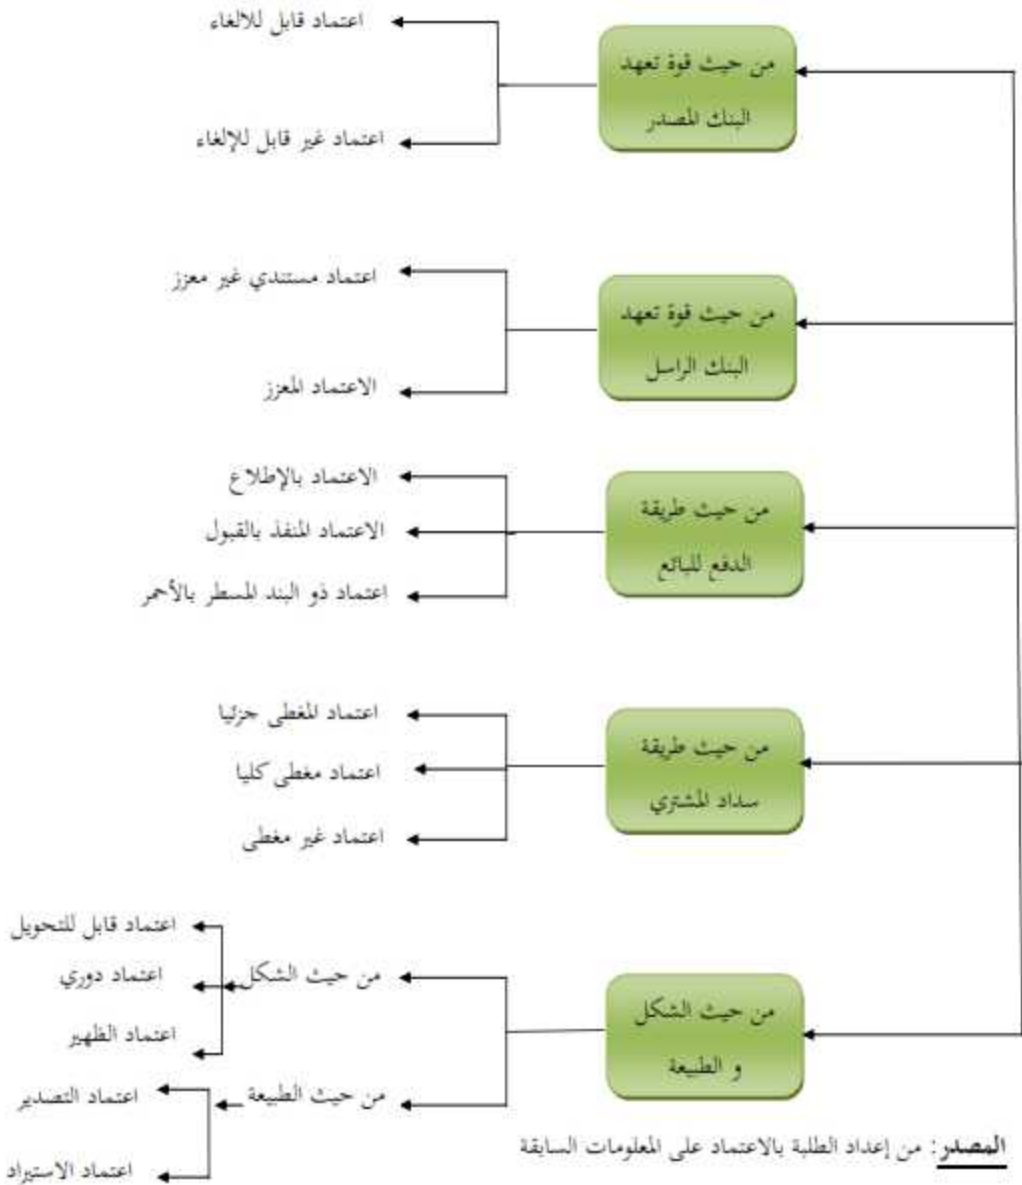 من حيث قوة تعهد
البنك المصدر
اعتماد قابل للالغاء
اعتماد غير قابل للإلغاء
من حيث قوة تعهد
البنك الراسل
اعتماد مستندي غير معزز
الاعتماد المعزز
من حيث طريقة
الدفع للبائع
الاعتماد بالإطلاع
الاعتماد المنفذ بالقبول
اعتماد ذو البند المسطر بالأحمر
من حيث طريقة
سداد المشتري
اعتماد المغطى جزئيا
اعتماد مغطى كليا
اعتماد غير مغطى
من حيث الشكل
و الطبيعة
من حيث الشكل
اعتماد قابل للتحويل
اعتماد دوري
اعتماد الظهير
من حيث الطبيعة
اعتماد التصدير
اعتماد الاستيراد
المصدر: من إعداد الطلبة بالاعتماد على المعلومات السابقة